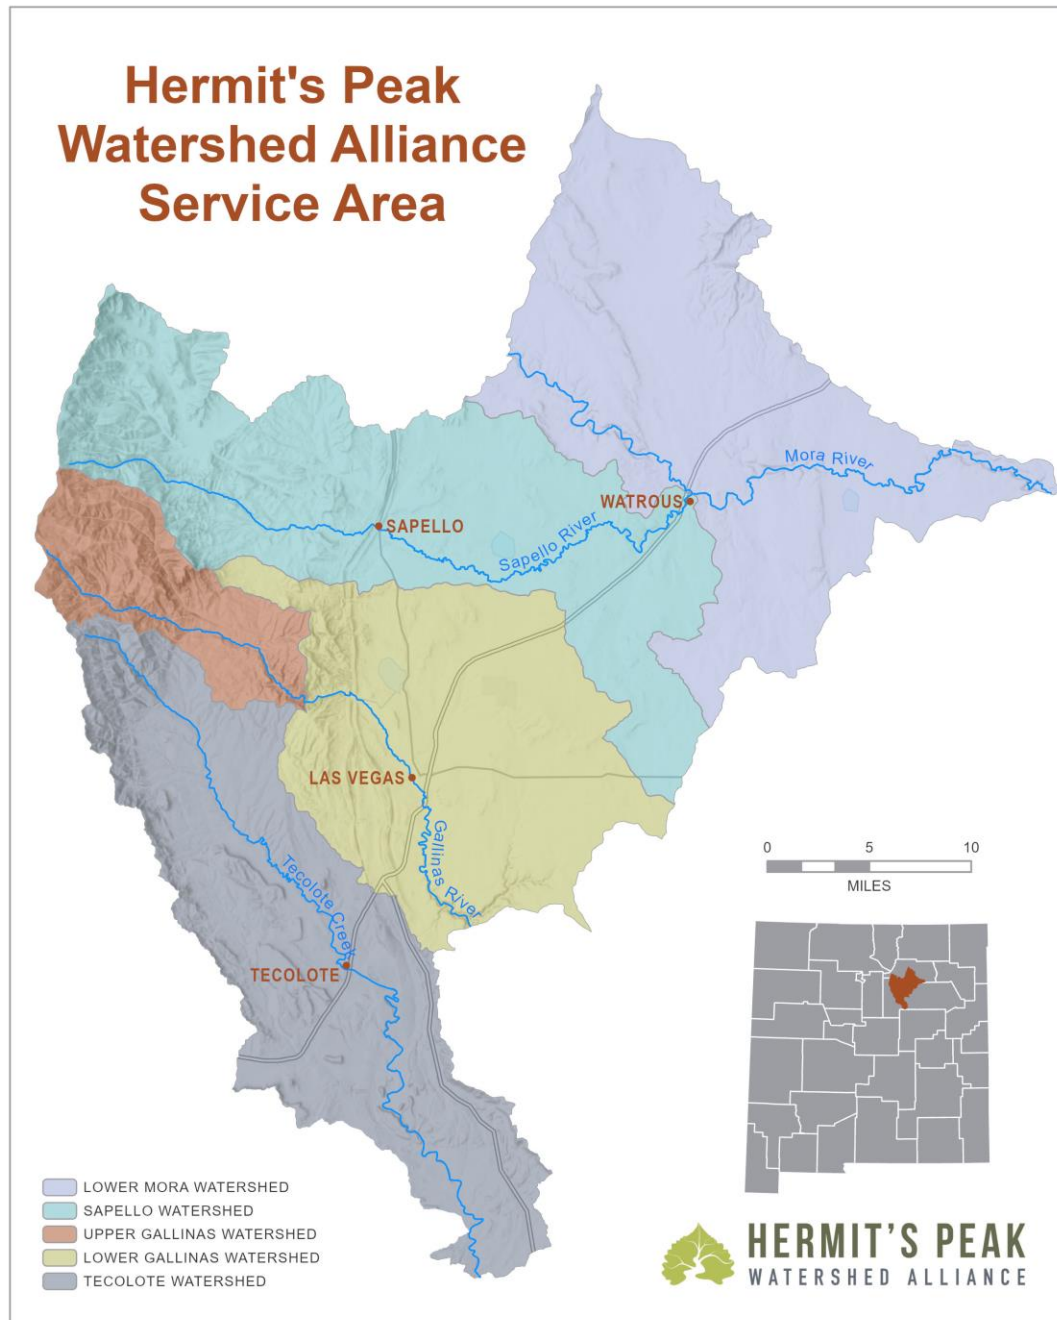 Hermit's Peak
Watershed Alliance
Service Area
Mora River
WATROUS
SAPELLO
Sapello River
LAS VEGAS
Gallinas River
Tecolote Creek
TECOLOTE
0 5 10
MILES
LOWER MORA WATERSHED
SAPELLO WATERSHED
UPPER GALLINAS WATERSHED
LOWER GALLINAS WATERSHED
TECOLOTE WATERSHED
HERMIT'S PEAK
WATERSHED ALLIANCE